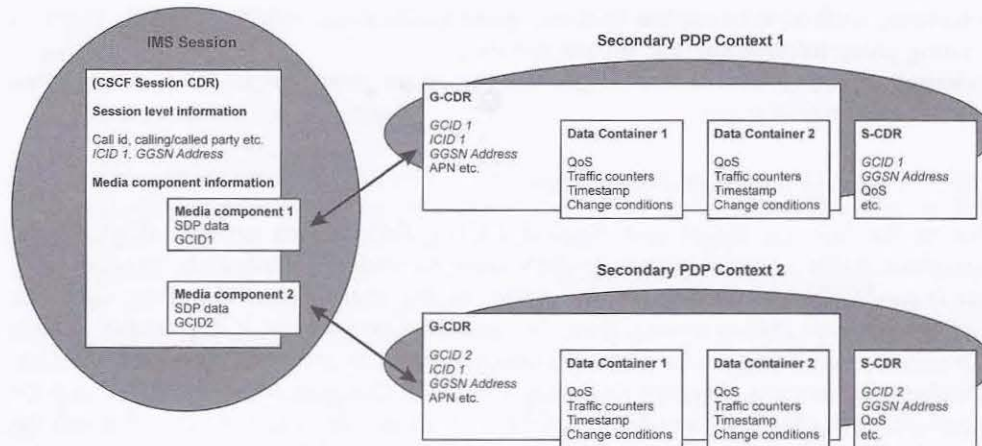 IMS Session
(CSCF Session CDR)
Session level information
Call id, calling/called party etc.
ICID 1, GGSN Address
Media component information
Media component 1
SDP data
GCID1
Media component 2
SDP data
GCID2
Secondary PDP Context 1
G-CDR
GCID 1
ICID 1
GGSN Address
APN etc.
Data Container 1
QoS
Traffic counters
Timestamp
Change conditions
Data Container 2
QoS
Traffic counters
Timestamp
Change conditions
S-CDR
GCID 1
GGSN Address
QoS
etc.
Secondary PDP Context 2
G-CDR
GCID 2
ICID 1
GGSN Address
APN etc.
Data Container 1
QoS
Traffic counters
Timestamp
Change conditions
Data Container 2
QoS
Traffic counters
Timestamp
Change conditions
S-CDR
GCID 2
GGSN Address
QoS
etc.